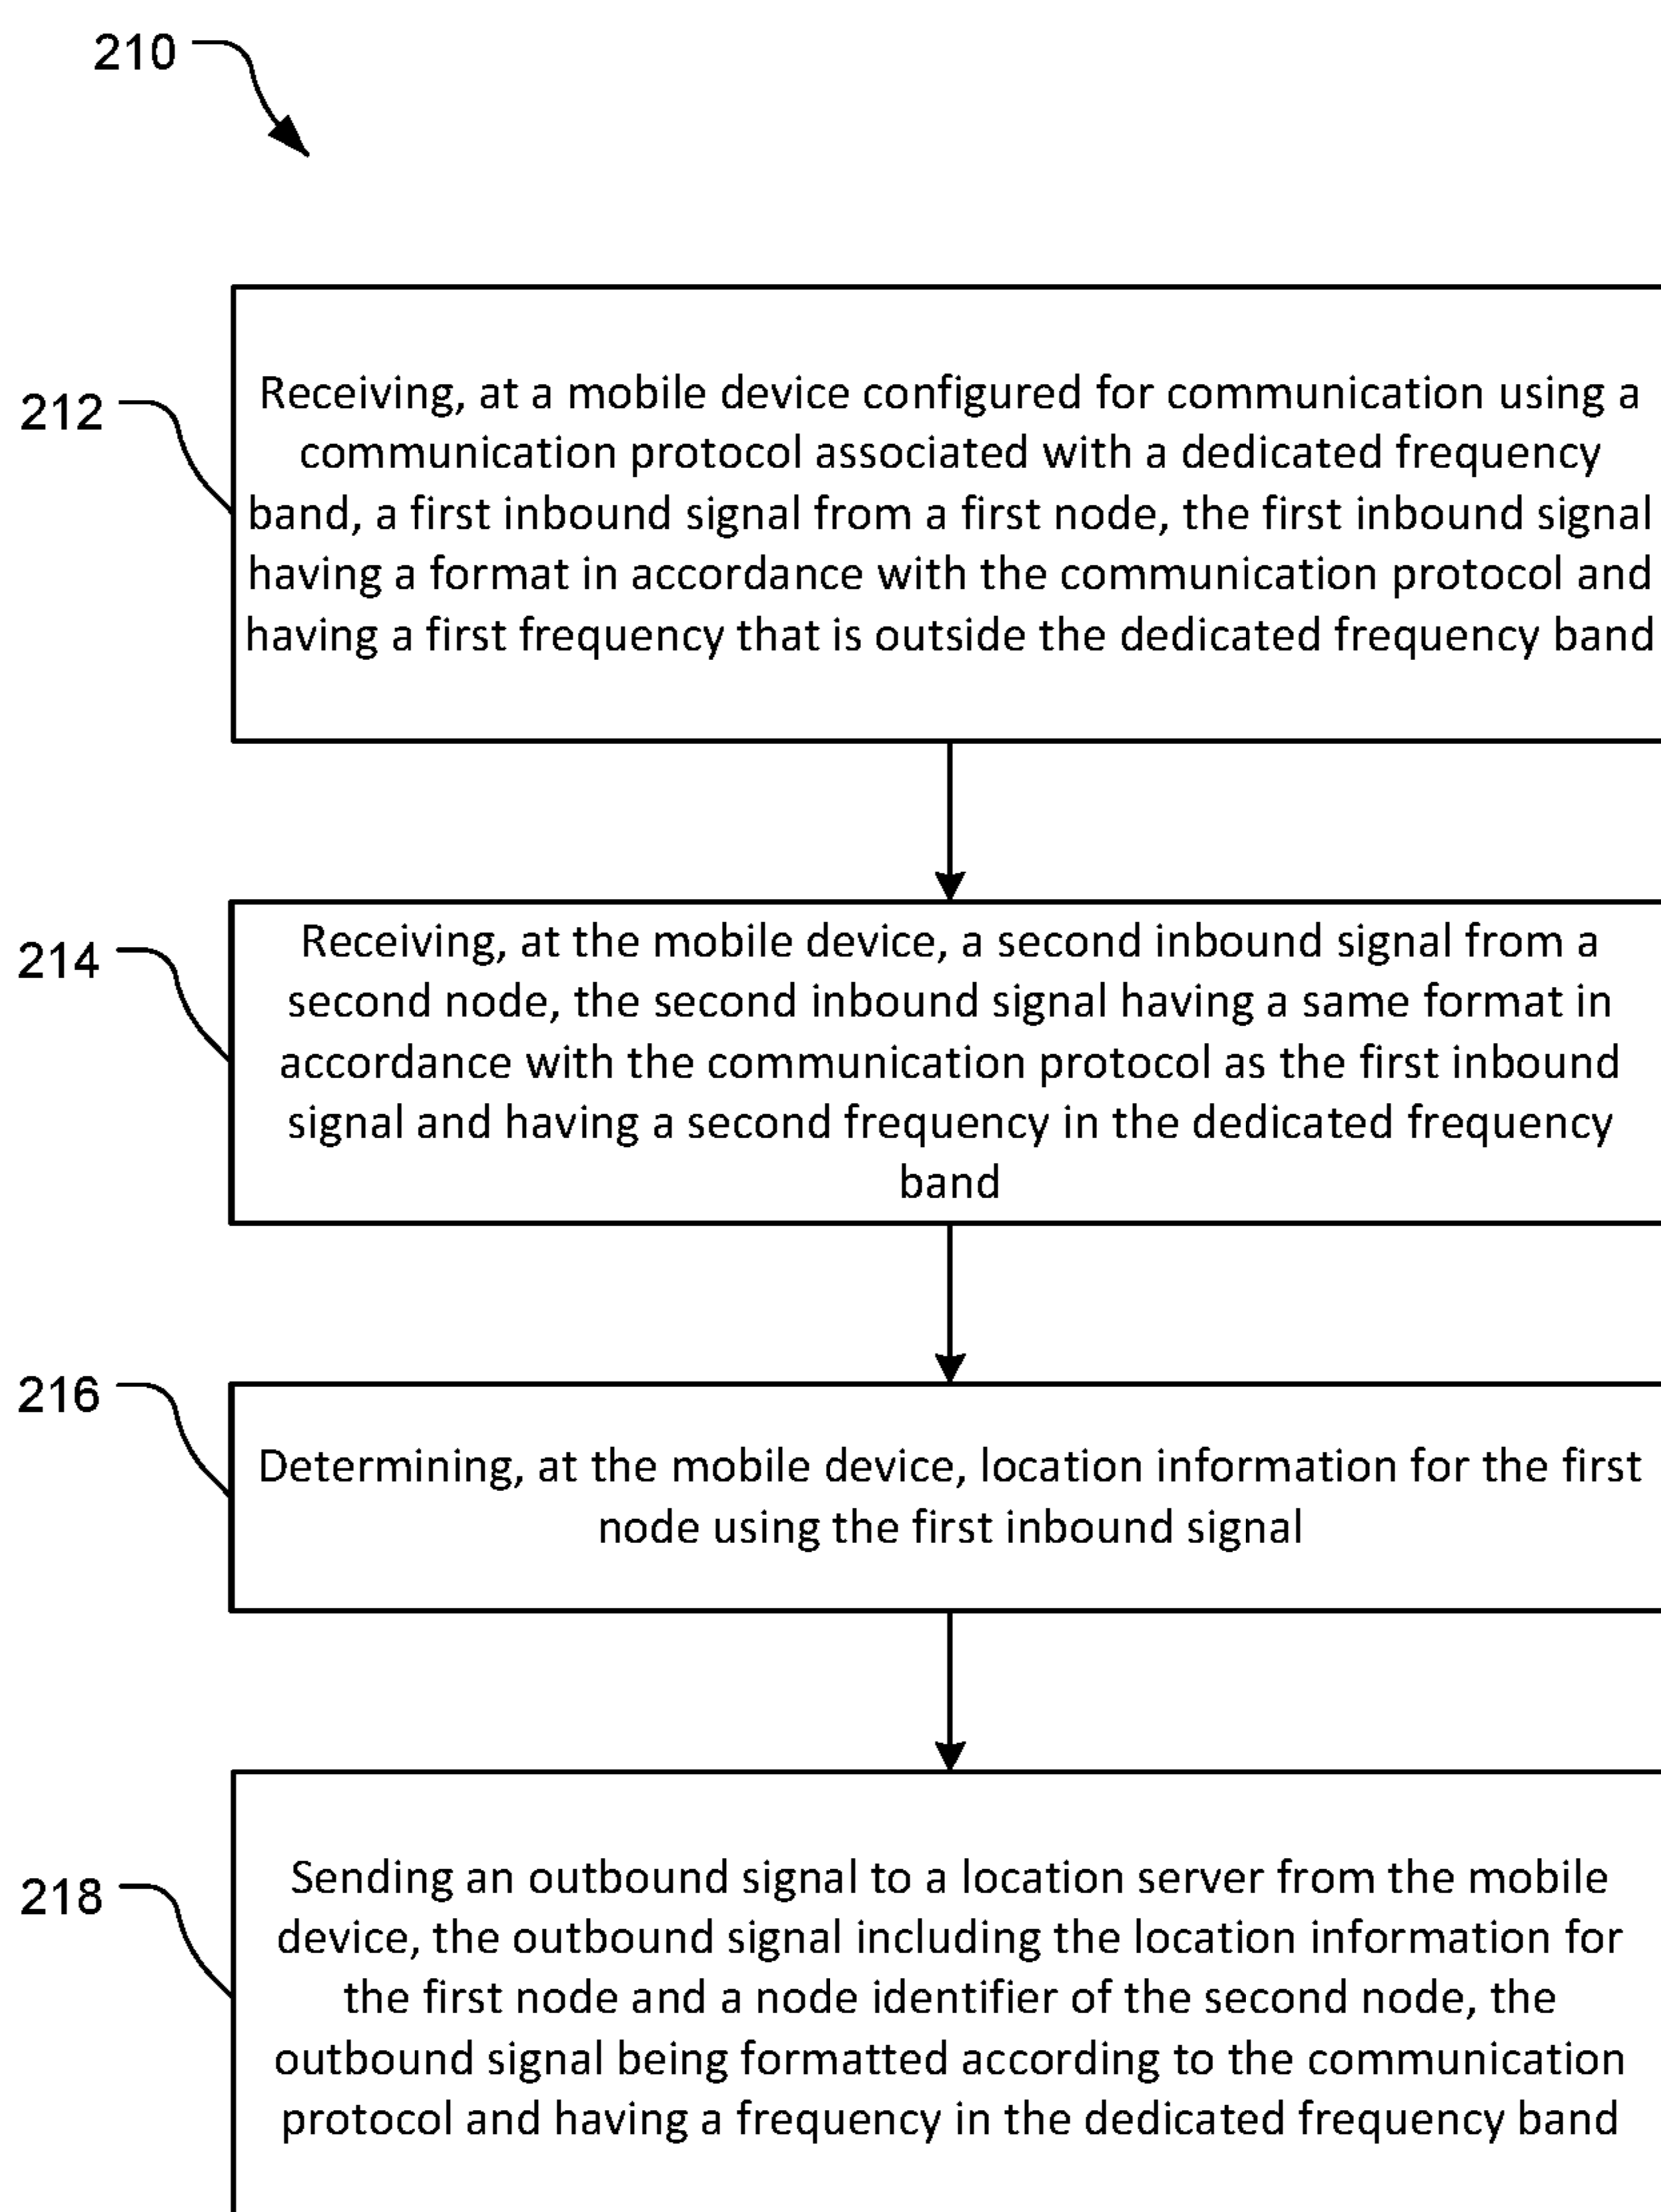 210
212
Receiving, at a mobile device configured for communication using a
communication protocol associated with a dedicated frequency
band, a first inbound signal from a first node, the first inbound signal
having a format in accordance with the communication protocol and
having a first frequency that is outside the dedicated frequency band
214
Receiving, at the mobile device, a second inbound signal from a
second node, the second inbound signal having a same format in
accordance with the communication protocol as the first inbound
signal and having a second frequency in the dedicated frequency
band
216
Determining, at the mobile device, location information for the first
node using the first inbound signal
218
Sending an outbound signal to a location server from the mobile
device, the outbound signal including the location information for
the first node and a node identifier of the second node, the
outbound signal being formatted according to the communication
protocol and having a frequency in the dedicated frequency band